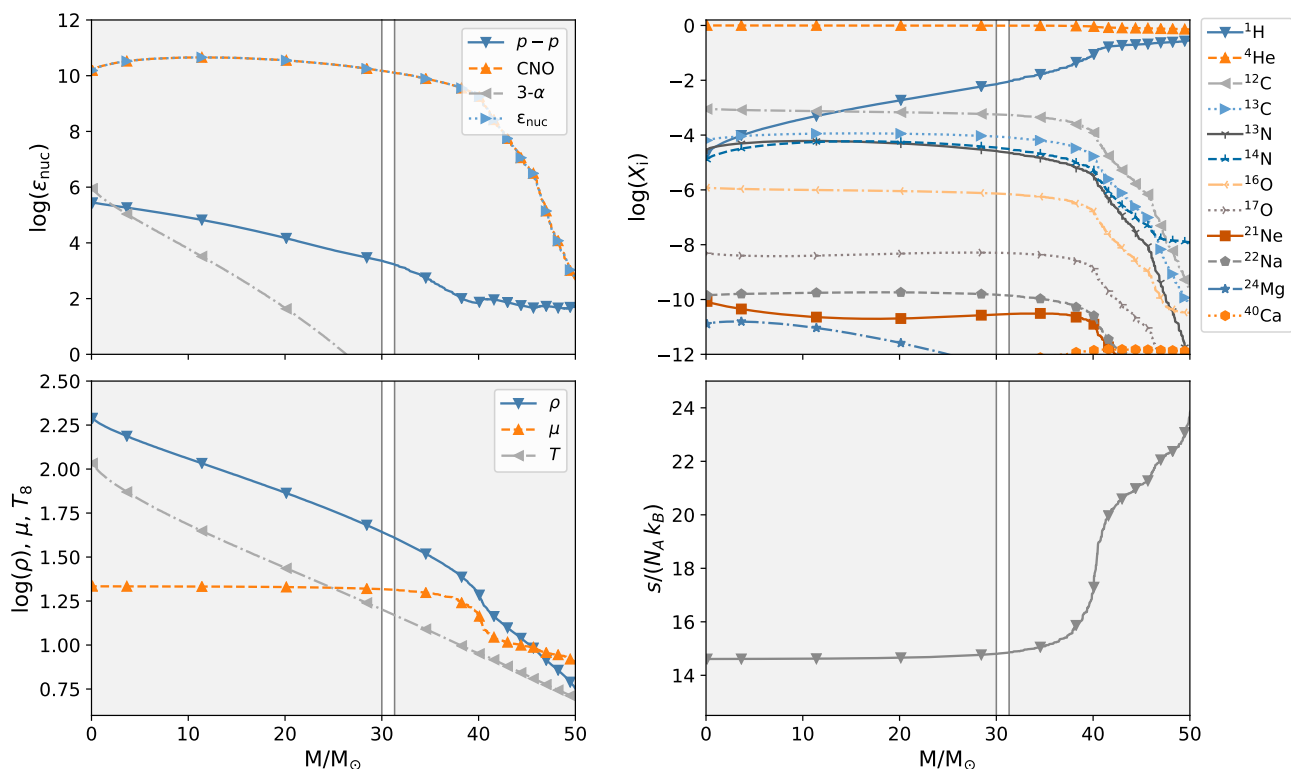 12
10
8
6
4
2
0
log(ε_nuc)
p − p
CNO
3-α
ε_nuc
0
−2
−4
−6
−8
−10
−12
log(X_i)
¹H
⁴He
¹²C
¹³C
¹³N
¹⁴N
¹⁶O
¹⁷O
²¹Ne
²²Na
²⁴Mg
⁴⁰Ca
2.50
2.25
2.00
1.75
1.50
1.25
1.00
0.75
log(ρ), μ, T₈
ρ
μ
T
0 10 20 30 40 50
M/M☉
24
22
20
18
16
14
s/(N_A k_B)
0 10 20 30 40 50
M/M☉